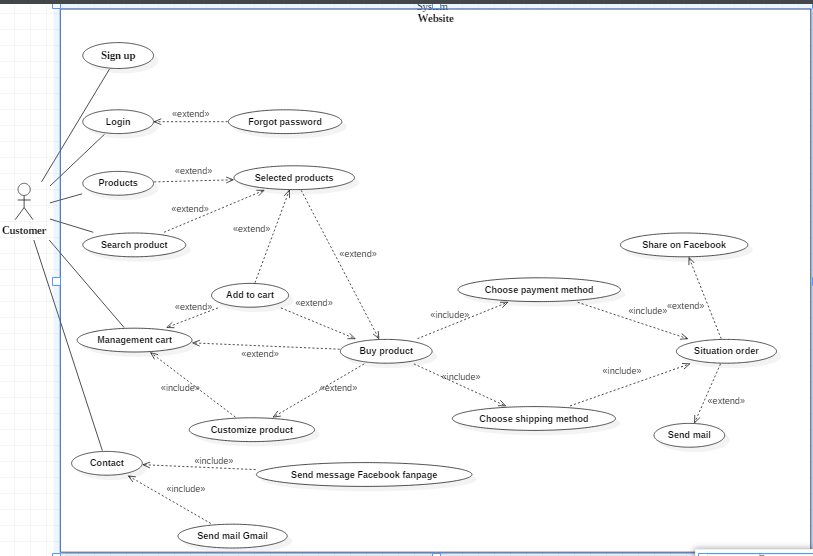 System
Website
Sign up
Login
«extend»
Forgot password
Products
«extend»
Selected products
«extend»
Customer
«extend»
Search product
Share on Facebook
«extend»
Add to cart
Choose payment method
«extend»
«extend»
«include»
«include»
«extend»
Management cart
«extend»
Buy product
Situation order
«include»
«extend»
«include»
«include»
«extend»
Customize product
Choose shipping method
Send mail
Contact
«include»
Send message Facebook fanpage
«include»
Send mail Gmail